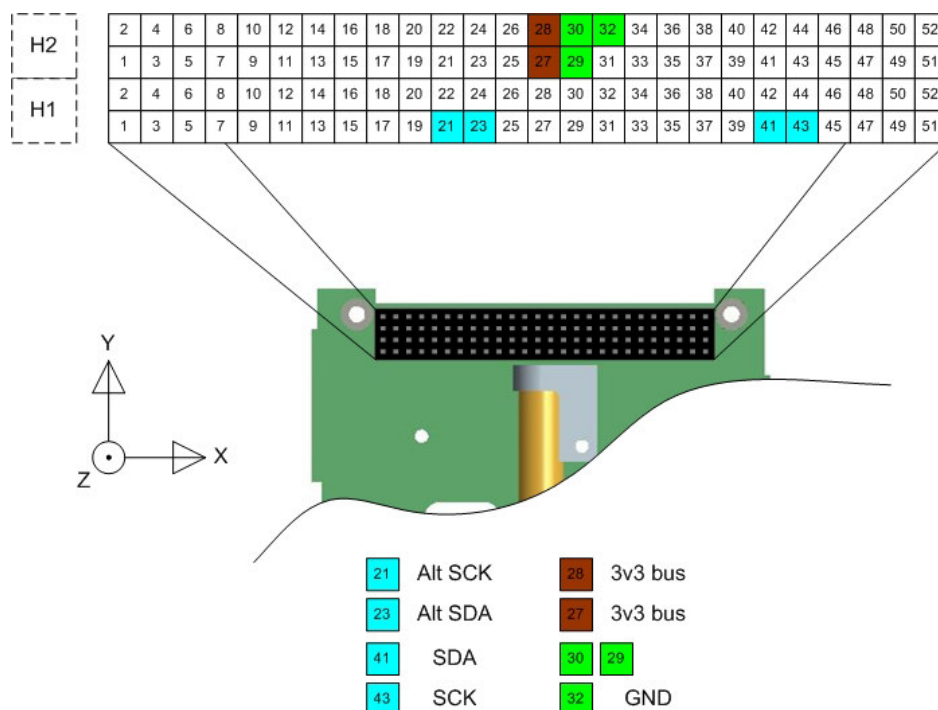 H2
2 4 6 8 10 12 14 16 18 20 22 24 26 28 30 32 34 36 38 40 42 44 46 48 50 52
1 3 5 7 9 11 13 15 17 19 21 23 25 27 29 31 33 35 37 39 41 43 45 47 49 51
H1
2 4 6 8 10 12 14 16 18 20 22 24 26 28 30 32 34 36 38 40 42 44 46 48 50 52
1 3 5 7 9 11 13 15 17 19 21 23 25 27 29 31 33 35 37 39 41 43 45 47 49 51
Y
X
Z
21 Alt SCK
28 3v3 bus
23 Alt SDA
27 3v3 bus
41 SDA
30 29
43 SCK
32 GND